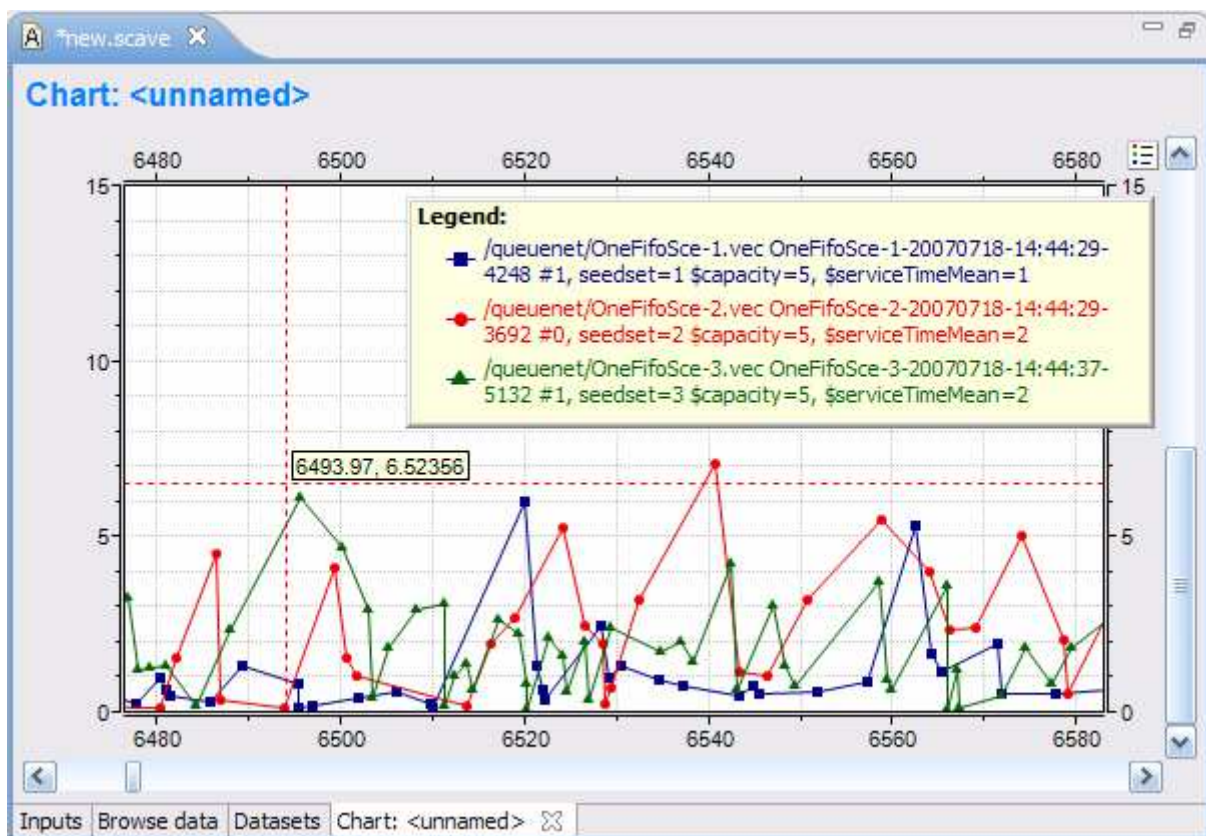 *new.scave
Chart: <unnamed>
6480 6500 6520 6540 6560 6580
15 15
Legend:
/queuenet/OneFifoSce-1.vec OneFifoSce-1-20070718-14:44:29-
4248 #1, seedset=1 $capacity=5, $serviceTimeMean=1
/queuenet/OneFifoSce-2.vec OneFifoSce-2-20070718-14:44:29-
3692 #0, seedset=2 $capacity=5, $serviceTimeMean=2
/queuenet/OneFifoSce-3.vec OneFifoSce-3-20070718-14:44:37-
5132 #1, seedset=3 $capacity=5, $serviceTimeMean=2
10
6493.97, 6.52356
5 5
0 0
6480 6500 6520 6540 6560 6580
Inputs Browse data Datasets Chart: <unnamed>